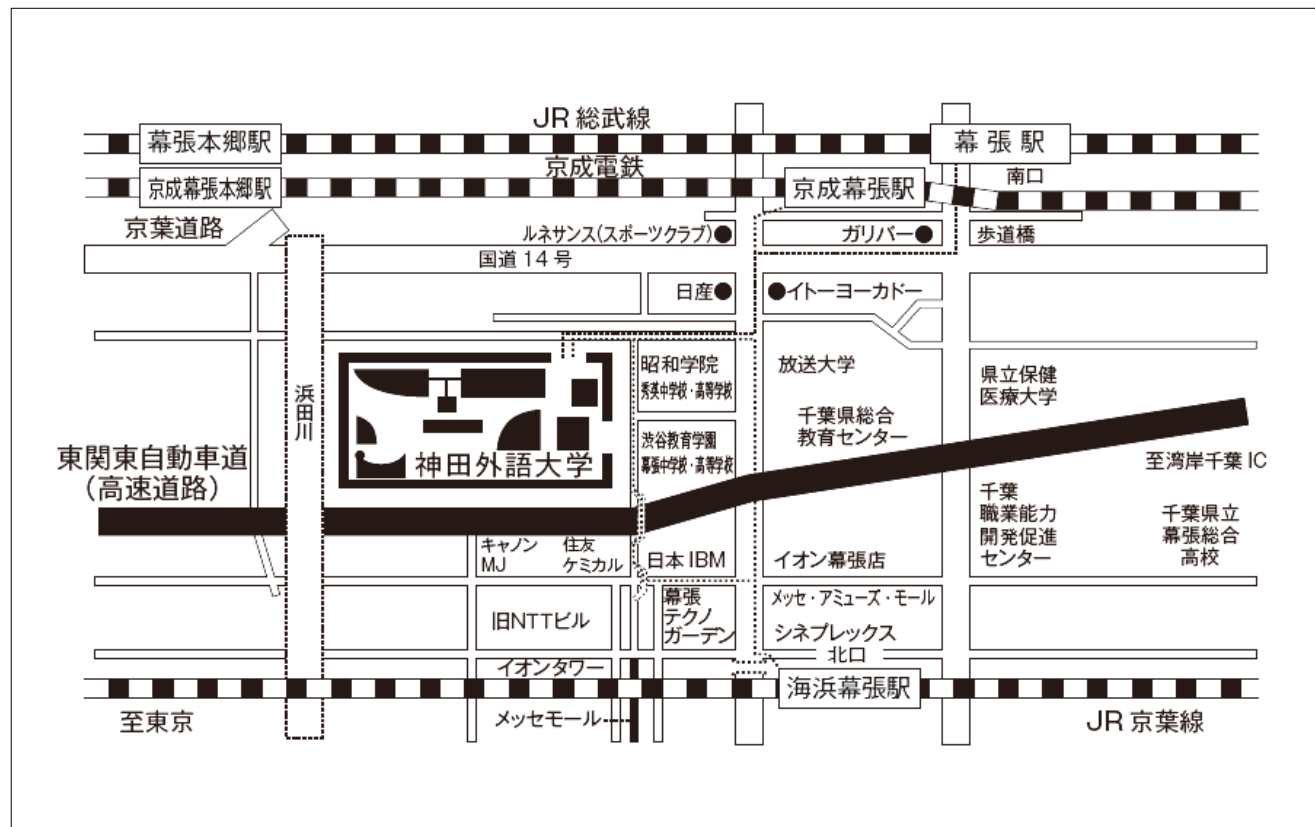 JR 総武線
幕張本郷駅
幕 張 駅
京成電鉄
京成幕張本郷駅
京成幕張駅
南口
京葉道路
ルネサンス(スポーツクラブ)
ガリバー
歩道橋
国道14号
日産
イトーヨーカドー
昭和学院
秀英中学校・高等学校
放送大学
県立保健
医療大学
浜田川
千葉県総合
教育センター
渋谷教育学園
幕張中学校・高等学校
神田外語大学
東関東自動車道
(高速道路)
至湾岸千葉 IC
千葉
職業能力
開発促進
センター
千葉県立
幕張総合
高校
キャノン
MJ
住友
ケミカル
日本 IBM
イオン幕張店
幕張
テクノ
ガーデン
メッセ・アミューズ・モール
旧NTTビル
シネプレックス
北口
イオンタワー
海浜幕張駅
至東京
メッセモール
JR 京葉線